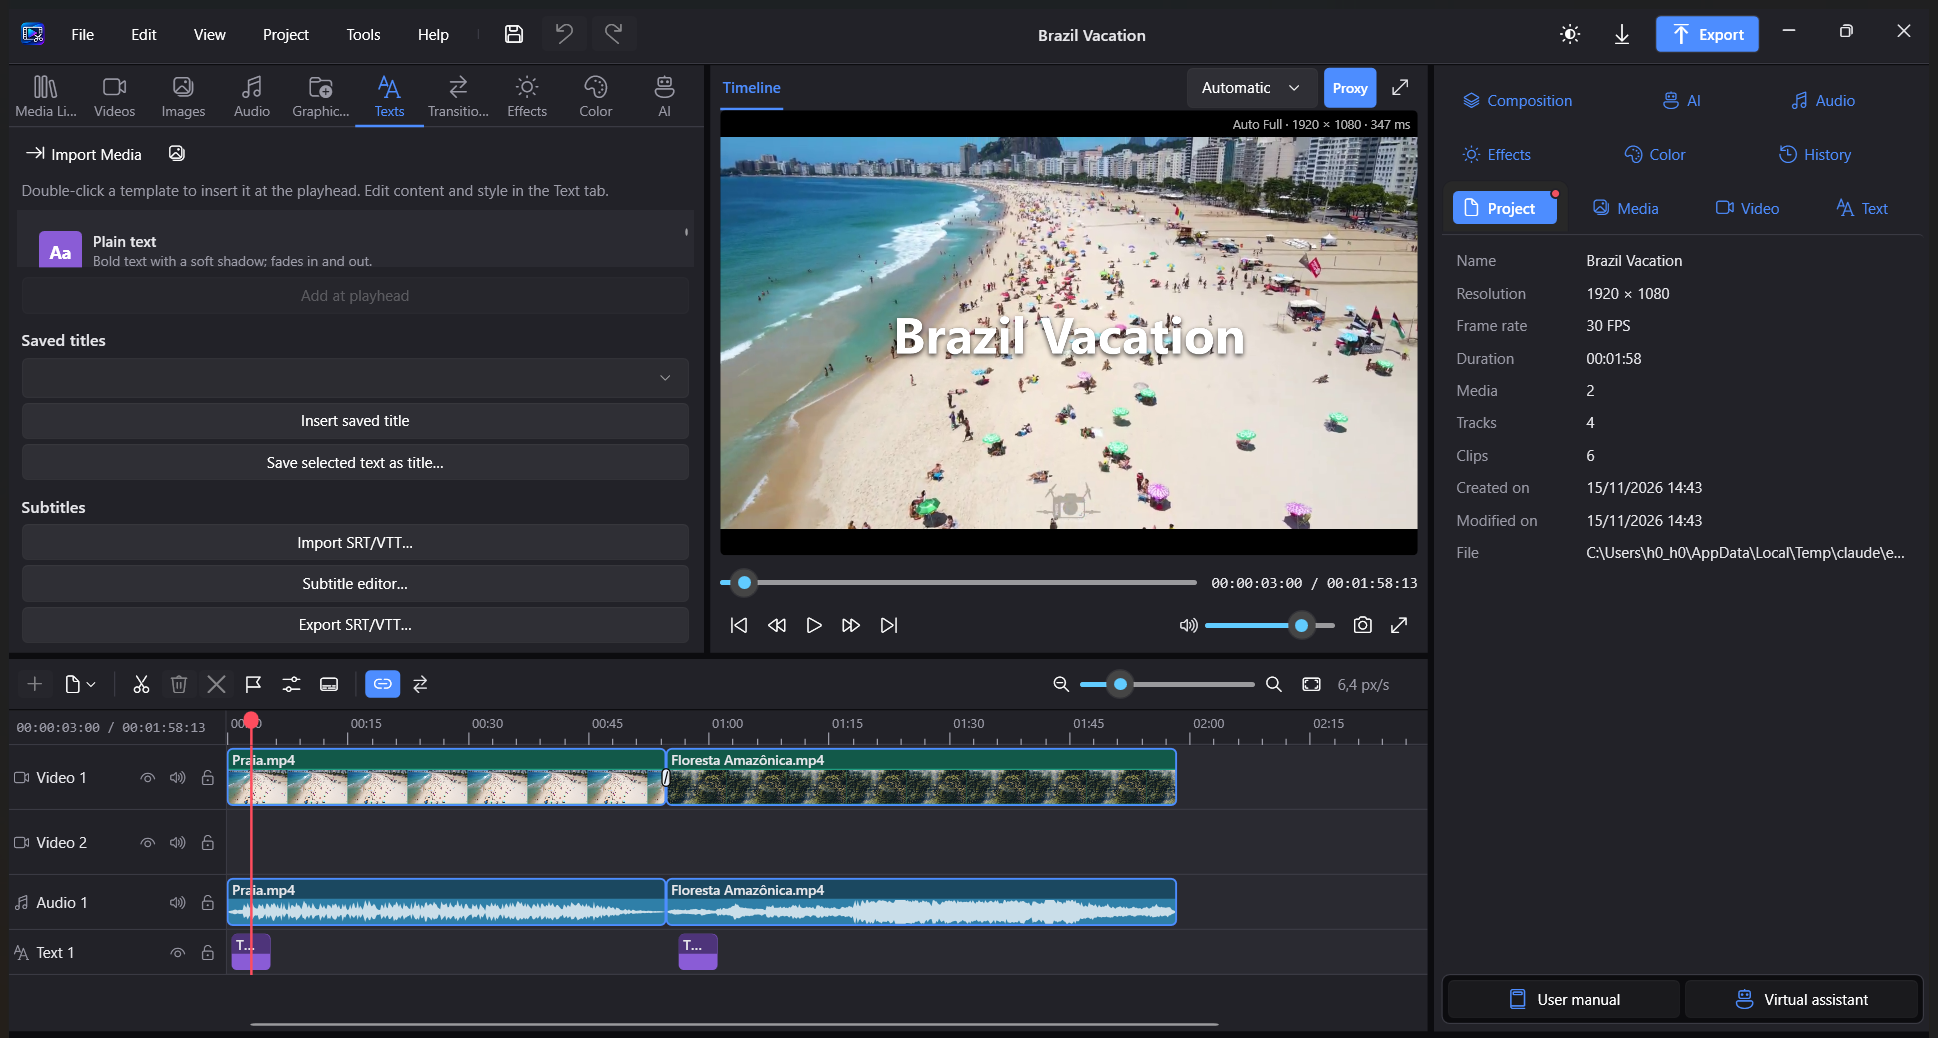 File Edit View Project Tools Help
Brazil Vacation
Export
Media Li... Videos Images Audio Graphic... Texts Transitio... Effects Color AI
Import Media
Double-click a template to insert it at the playhead. Edit content and style in the Text tab.
Aa
Plain text
Bold text with a soft shadow; fades in and out.
Add at playhead
Saved titles
Insert saved title
Save selected text as title...
Subtitles
Import SRT/VTT...
Subtitle editor...
Export SRT/VTT...
Timeline
Automatic
Proxy
Auto Full · 1920 × 1080 · 347 ms
Brazil Vacation
00:00:03:00 / 00:01:58:13
Composition AI Audio
Effects Color History
Project Media Video Text
Name Brazil Vacation
Resolution 1920 × 1080
Frame rate 30 FPS
Duration 00:01:58
Media 2
Tracks 4
Clips 6
Created on 15/11/2026 14:43
Modified on 15/11/2026 14:43
File C:\Users\h0_h0\AppData\Local\Temp\claude\e...
User manual
Virtual assistant
6,4 px/s
00:00:03:00 / 00:01:58:13
00:15 00:30 00:45 01:00 01:15 01:30 01:45 02:00 02:15
Video 1
Praia.mp4
Floresta Amazônica.mp4
Video 2
Audio 1
Praia.mp4
Floresta Amazônica.mp4
Text 1
T...
T...